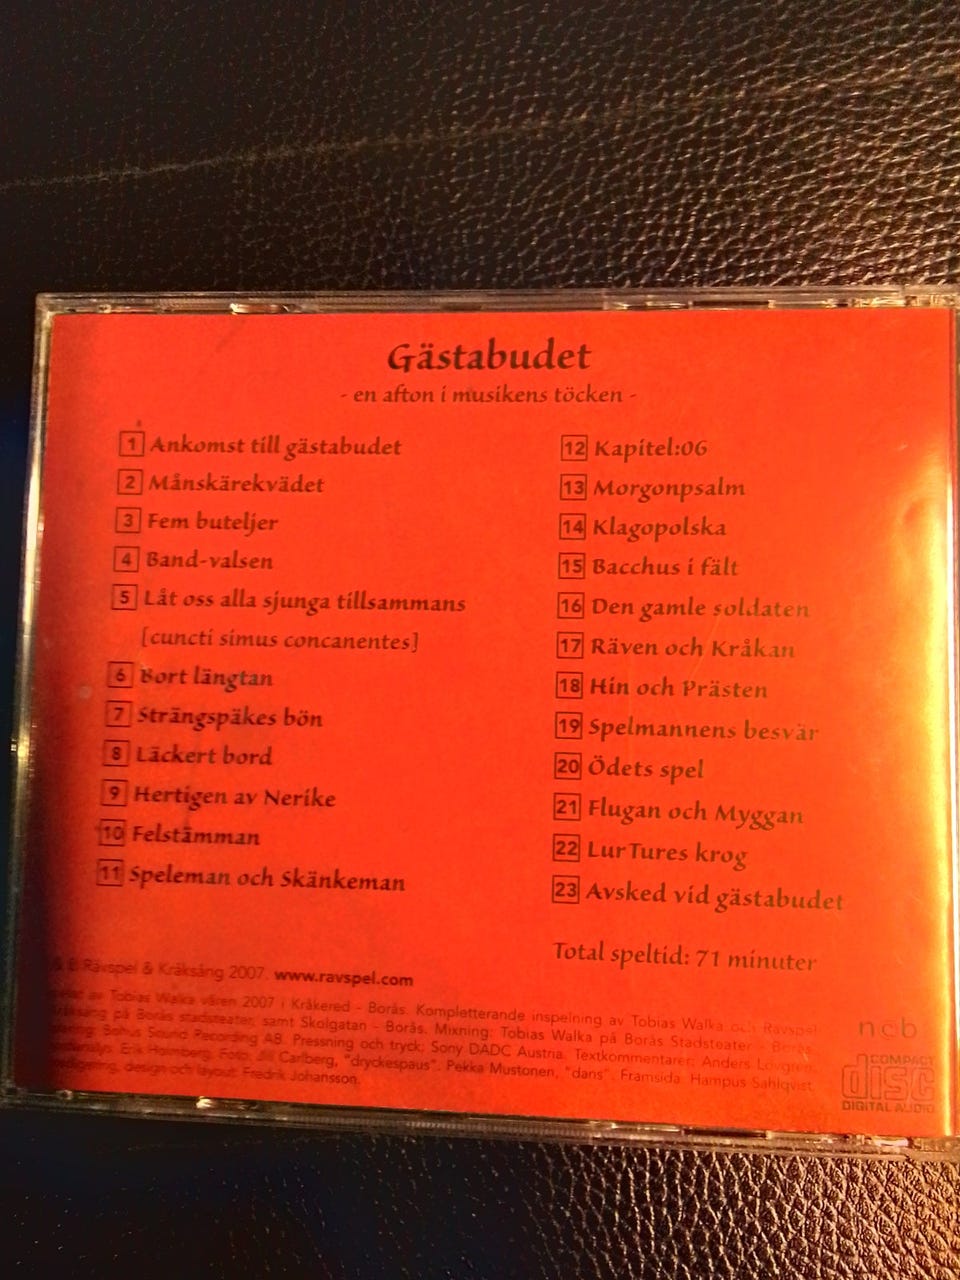 Gästabudet
- en afton i musikens töcken -
1 Ankomst till gästabudet
2 Månskärekvädet
3 Fem buteljer
4 Band-valsen
5 Låt oss alla sjunga tillsammans
[cuncti simus concanentes]
6 Bort längtan
7 Strängspäkes bön
8 Läckert bord
9 Hertigen av Nerike
10 Felstämman
11 Speleman och Skänkeman
12 Kapitel:06
13 Morgonpsalm
14 Klagopolska
15 Bacchus i fält
16 Den gamle soldaten
17 Räven och Kråkan
18 Hin och Prästen
19 Spelmannens besvär
20 Ödets spel
21 Flugan och Myggan
22 LurTures krog
23 Avsked vid gästabudet
Total speltid: 71 minuter
& ℗ Rävspel & Kråksång 2007. www.ravspel.com
av Tobias Walka våren 2007 i Kråkered - Borås. Kompletterande inspelning av Tobias Walka och Rävspel
på Borås stadsteater, samt Skolgatan - Borås. Mixning: Tobias Walka på Borås Stadsteater - Borås.
Bohus Sound Recording AB. Pressning och tryck; Sony DADC Austria. Textkommentarer: Anders Lövgren,
Erik Holmberg. Foto: Jill Carlberg, "dryckespaus". Pekka Mustonen, "dans". Framsida: Hampus Sahlqvist.
design och layout: Fredrik Johansson.
ncb
COMPACT
disc
DIGITAL AUDIO